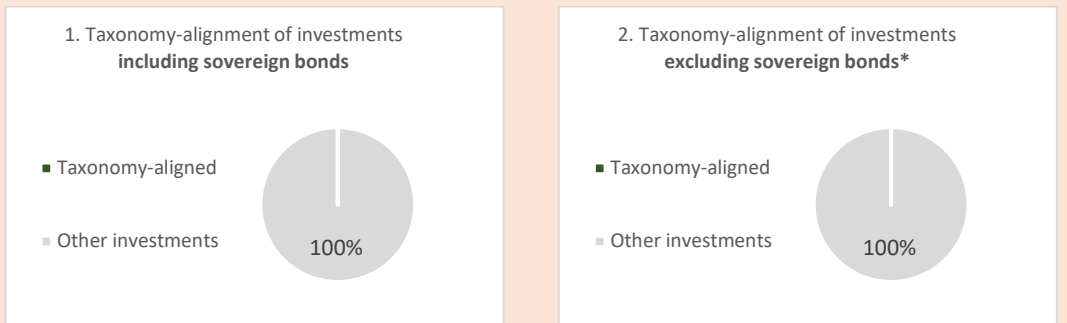 1. Taxonomy-alignment of investments
including sovereign bonds
Taxonomy-aligned
Other investments
100%
2. Taxonomy-alignment of investments
excluding sovereign bonds*
Taxonomy-aligned
Other investments
100%